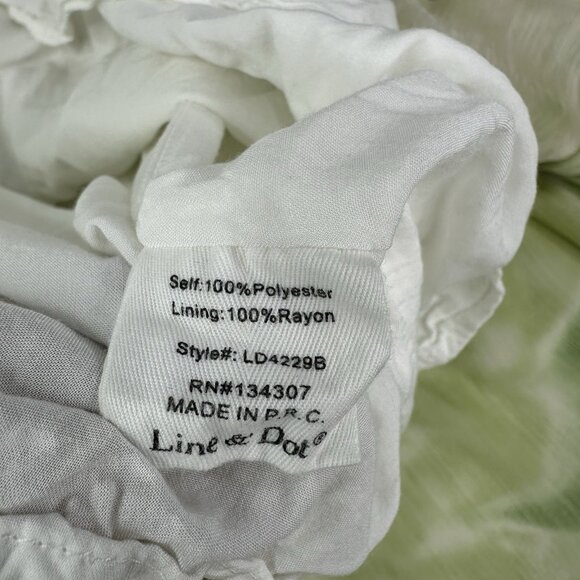 Self:100%Polyester
Lining:100%Rayon
Style#: LD4229B
RN#134307
MADE IN P.R.C.
Line & Dot®